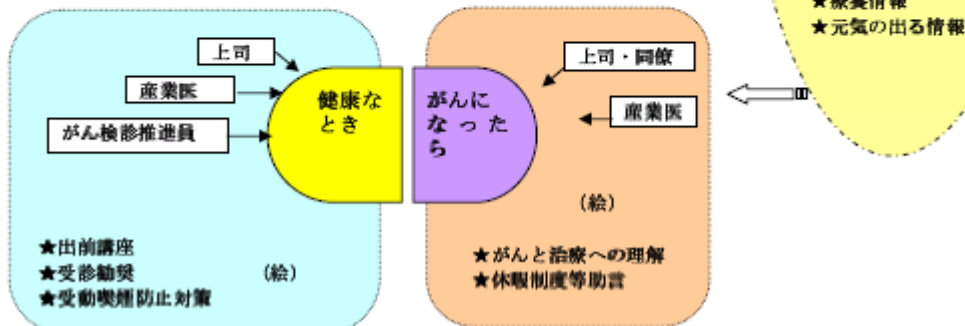 ★療養情報
★元気の出る情報
上司
産業医
がん検診推進員
健康な
とき
がんに
なった
ら
上司・同僚
産業医
(絵)
★出前講座
★受診勧奨
(絵)
★受動喫煙防止対策
★がんと治療への理解
★休暇制度等助言